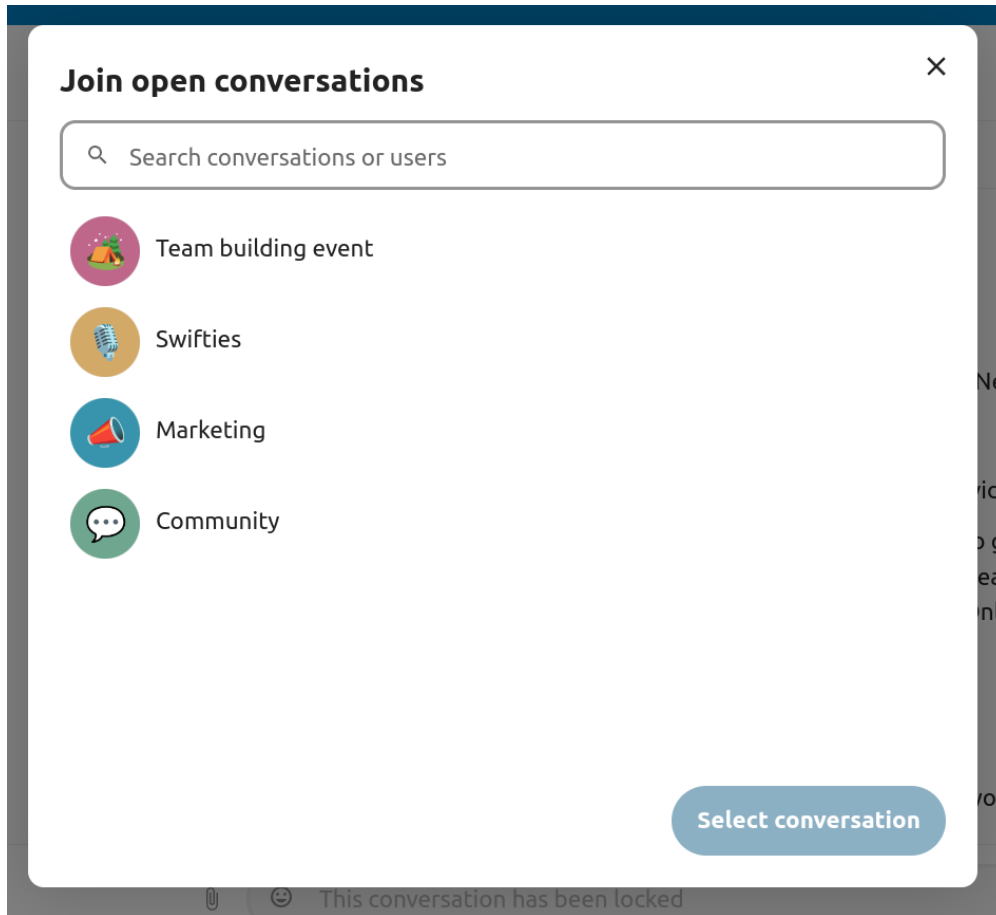 Join open conversations
Search conversations or users
Team building event
Swifties
Marketing
Community
Select conversation
This conversation has been locked